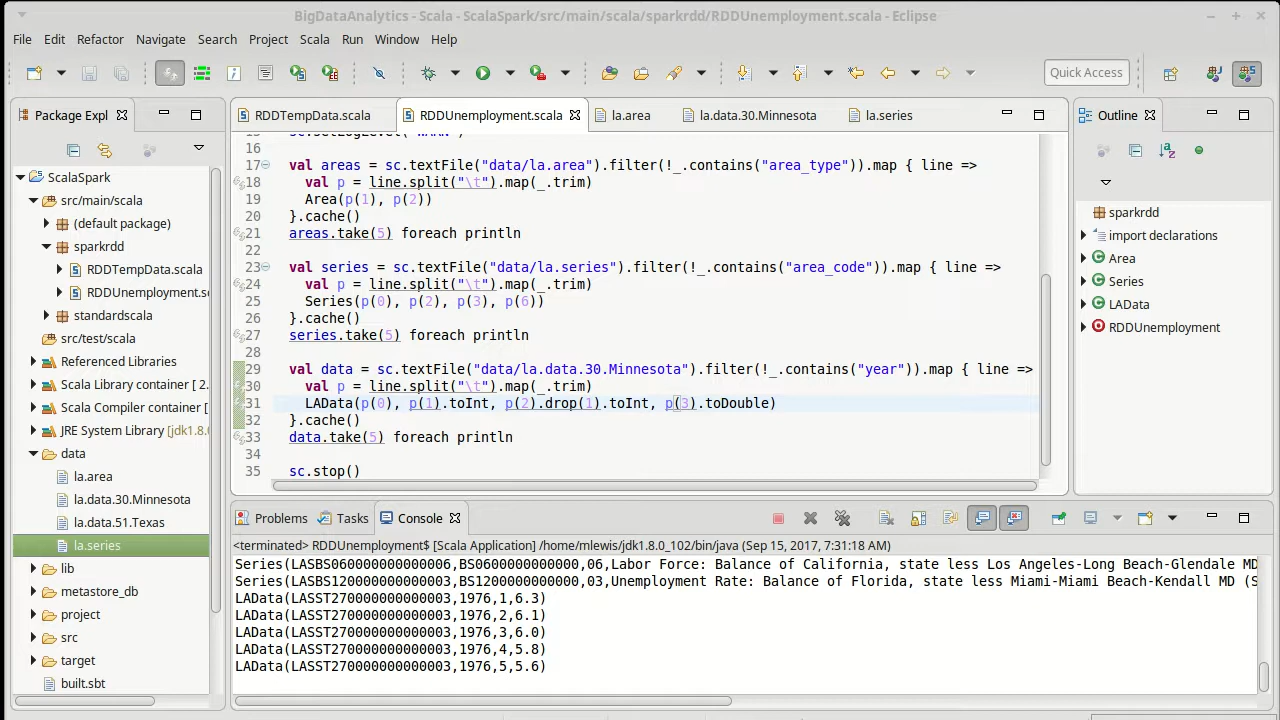 BigDataAnalytics - Scala - ScalaSpark/src/main/scala/sparkrdd/RDDUnemployment.scala - Eclipse
File Edit Refactor Navigate Search Project Scala Run Window Help
Quick Access
Package Expl
ScalaSpark
src/main/scala
(default package)
sparkrdd
RDDTempData.scala
RDDUnemployment.sc
standardscala
src/test/scala
Referenced Libraries
Scala Library container [ 2.
Scala Compiler container [
JRE System Library [jdk1.8.0
data
la.area
la.data.30.Minnesota
la.data.51.Texas
la.series
lib
metastore_db
project
src
target
built.sbt
RDDTempData.scala RDDUnemployment.scala la.area la.data.30.Minnesota la.series
15 sc.setLogLevel("WARN")
16
17 val areas = sc.textFile("data/la.area").filter(!_.contains("area_type")).map { line =>
18 val p = line.split("\t").map(_.trim)
19 Area(p(1), p(2))
20 }.cache()
21 areas.take(5) foreach println
22
23 val series = sc.textFile("data/la.series").filter(!_.contains("area_code")).map { line =>
24 val p = line.split("\t").map(_.trim)
25 Series(p(0), p(2), p(3), p(6))
26 }.cache()
27 series.take(5) foreach println
28
29 val data = sc.textFile("data/la.data.30.Minnesota").filter(!_.contains("year")).map { line =>
30 val p = line.split("\t").map(_.trim)
31 LAData(p(0), p(1).toInt, p(2).drop(1).toInt, p(3).toDouble)
32 }.cache()
33 data.take(5) foreach println
34
35 sc.stop()
Outline
sparkrdd
import declarations
Area
Series
LAData
RDDUnemployment
Problems Tasks Console
<terminated> RDDUnemployment$ [Scala Application] /home/mlewis/jdk1.8.0_102/bin/java (Sep 15, 2017, 7:31:18 AM)
Series(LASBS060000000000006,BS0600000000000,06,Labor Force: Balance of California, state less Los Angeles-Long Beach-Glendale MD
Series(LASBS120000000000003,BS1200000000000,03,Unemployment Rate: Balance of Florida, state less Miami-Miami Beach-Kendall MD (S
LAData(LASST270000000000003,1976,1,6.3)
LAData(LASST270000000000003,1976,2,6.1)
LAData(LASST270000000000003,1976,3,6.0)
LAData(LASST270000000000003,1976,4,5.8)
LAData(LASST270000000000003,1976,5,5.6)